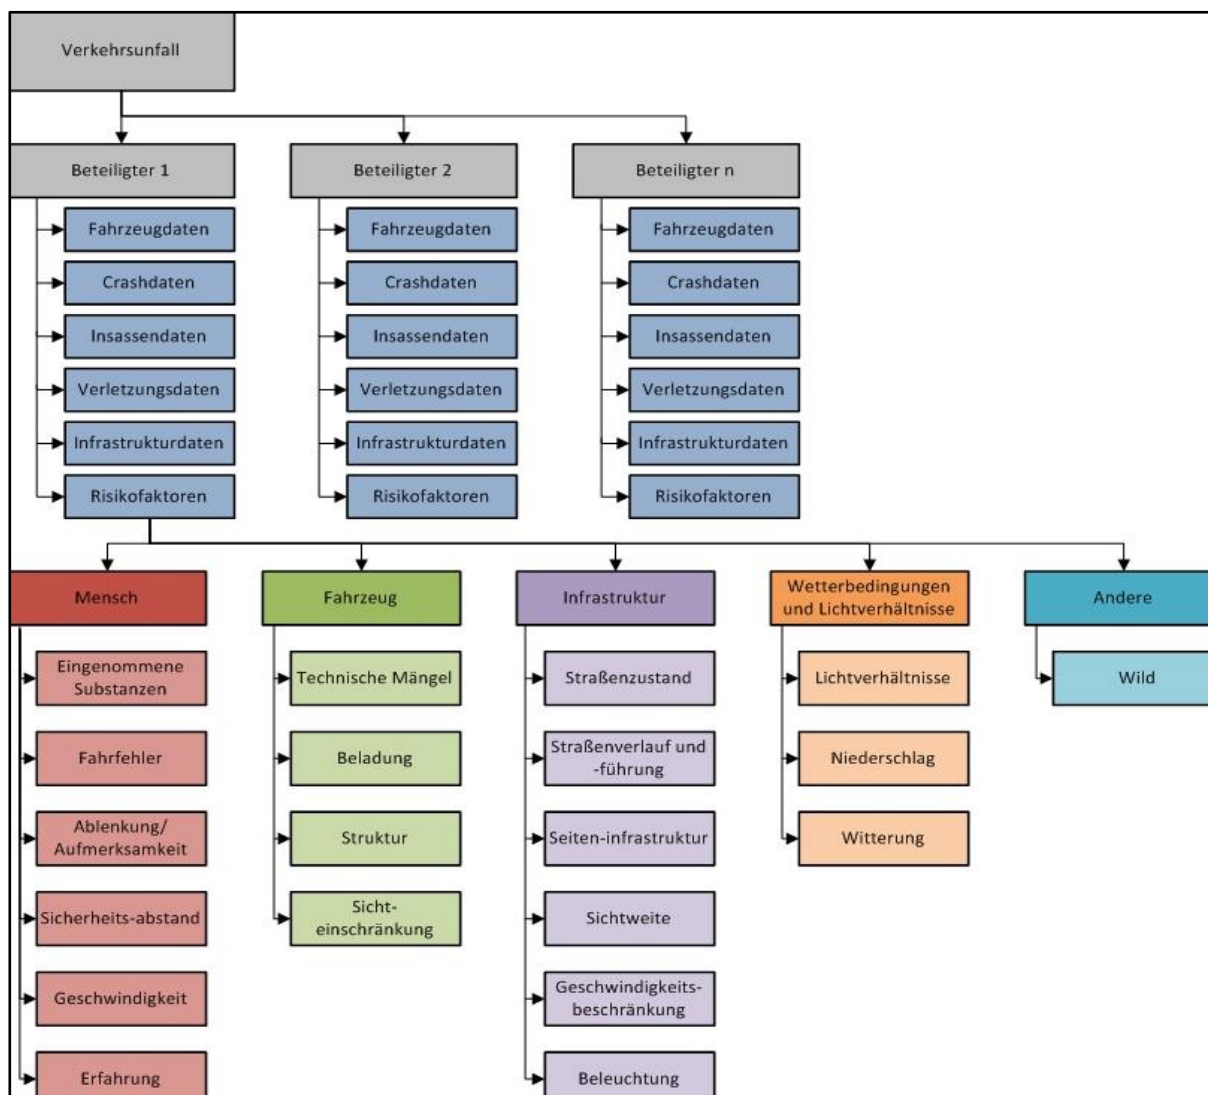 Verkehrsunfall
Beteiligter 1
Beteiligter 2
Beteiligter n
Fahrzeugdaten
Fahrzeugdaten
Fahrzeugdaten
Crashdaten
Crashdaten
Crashdaten
Insassendaten
Insassendaten
Insassendaten
Verletzungsdaten
Verletzungsdaten
Verletzungsdaten
Infrastrukturdaten
Infrastrukturdaten
Infrastrukturdaten
Risikofaktoren
Risikofaktoren
Risikofaktoren
Mensch
Fahrzeug
Infrastruktur
Wetterbedingungen
und Lichtverhältnisse
Andere
Eingenommene
Substanzen
Technische Mängel
Straßenzustand
Lichtverhältnisse
Wild
Fahrfehler
Beladung
Straßenverlauf und
-führung
Niederschlag
Ablenkung/
Aufmerksamkeit
Struktur
Seiten-infrastruktur
Witterung
Sicherheits-abstand
Sicht-
einschränkung
Sichtweite
Geschwindigkeit
Geschwindigkeits-
beschränkung
Erfahrung
Beleuchtung